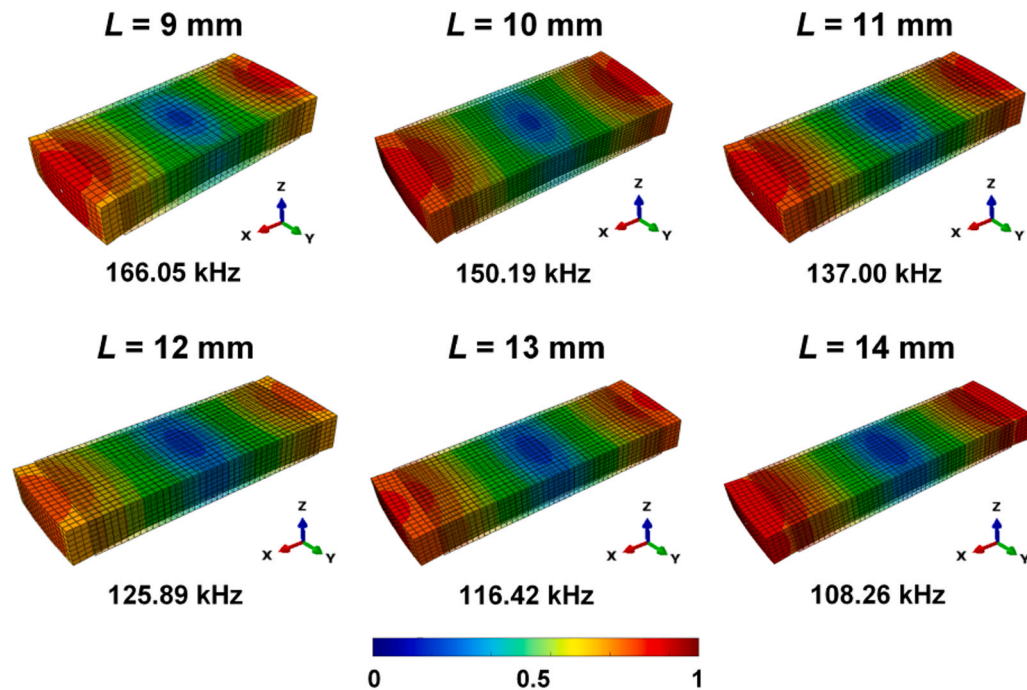 L = 9 mm
L = 10 mm
L = 11 mm
Z
X
Y
Z
X
Y
Z
X
Y
166.05 kHz
150.19 kHz
137.00 kHz
L = 12 mm
L = 13 mm
L = 14 mm
Z
X
Y
Z
X
Y
Z
X
Y
125.89 kHz
116.42 kHz
108.26 kHz
0
0.5
1